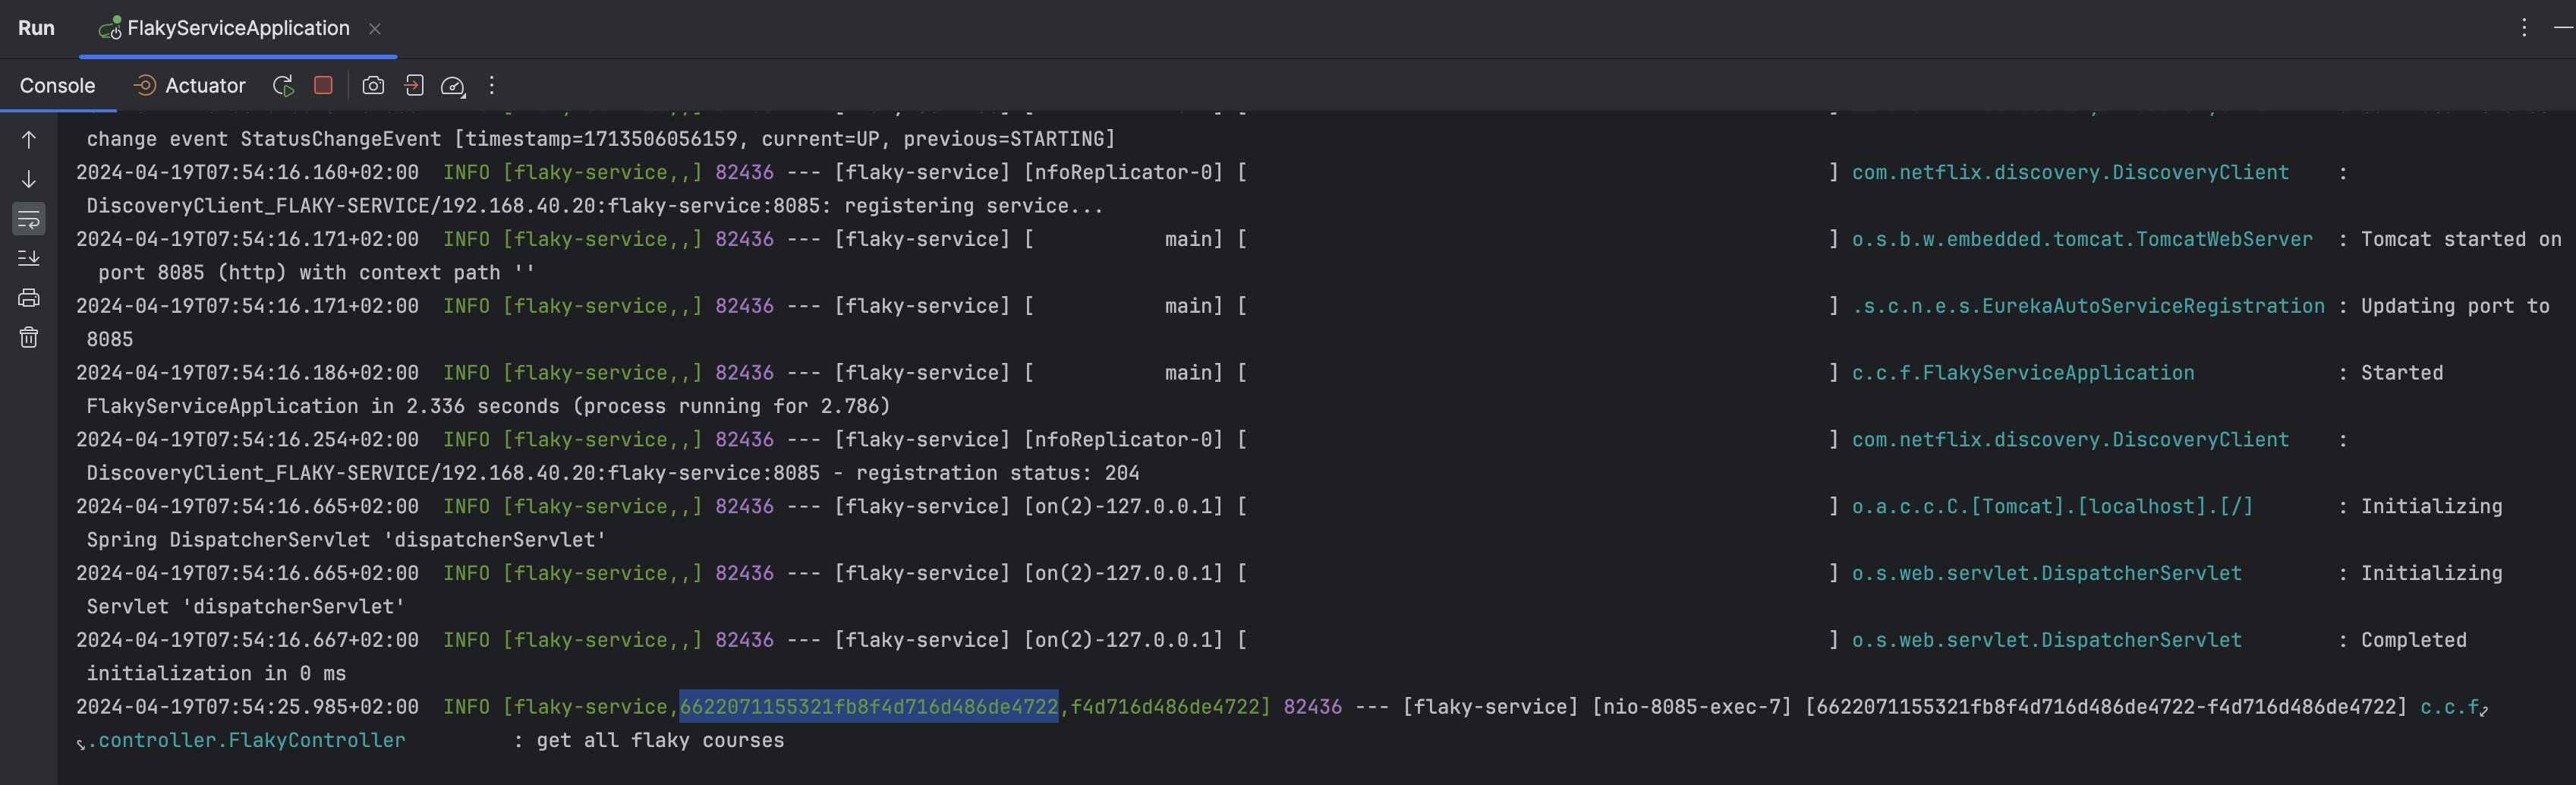 Run FlakyServiceApplication
Console Actuator
change event StatusChangeEvent [timestamp=1713506056159, current=UP, previous=STARTING]
2024-04-19T07:54:16.160+02:00  INFO [flaky-service,,] 82436 --- [flaky-service] [nfoReplicator-0] [                                                 ] com.netflix.discovery.DiscoveryClient    :
DiscoveryClient_FLAKY-SERVICE/192.168.40.20:flaky-service:8085: registering service...
2024-04-19T07:54:16.171+02:00  INFO [flaky-service,,] 82436 --- [flaky-service] [           main] [                                                 ] o.s.b.w.embedded.tomcat.TomcatWebServer  : Tomcat started on
port 8085 (http) with context path ''
2024-04-19T07:54:16.171+02:00  INFO [flaky-service,,] 82436 --- [flaky-service] [           main] [                                                 ] .s.c.n.e.s.EurekaAutoServiceRegistration : Updating port to
8085
2024-04-19T07:54:16.186+02:00  INFO [flaky-service,,] 82436 --- [flaky-service] [           main] [                                                 ] c.c.f.FlakyServiceApplication            : Started
FlakyServiceApplication in 2.336 seconds (process running for 2.786)
2024-04-19T07:54:16.254+02:00  INFO [flaky-service,,] 82436 --- [flaky-service] [nfoReplicator-0] [                                                 ] com.netflix.discovery.DiscoveryClient    :
DiscoveryClient_FLAKY-SERVICE/192.168.40.20:flaky-service:8085 - registration status: 204
2024-04-19T07:54:16.665+02:00  INFO [flaky-service,,] 82436 --- [flaky-service] [on(2)-127.0.0.1] [                                                 ] o.a.c.c.C.[Tomcat].[localhost].[/]       : Initializing
Spring DispatcherServlet 'dispatcherServlet'
2024-04-19T07:54:16.665+02:00  INFO [flaky-service,,] 82436 --- [flaky-service] [on(2)-127.0.0.1] [                                                 ] o.s.web.servlet.DispatcherServlet        : Initializing
Servlet 'dispatcherServlet'
2024-04-19T07:54:16.667+02:00  INFO [flaky-service,,] 82436 --- [flaky-service] [on(2)-127.0.0.1] [                                                 ] o.s.web.servlet.DispatcherServlet        : Completed
initialization in 0 ms
2024-04-19T07:54:25.985+02:00  INFO [flaky-service,6622071155321fb8f4d716d486de4722,f4d716d486de4722] 82436 --- [flaky-service] [nio-8085-exec-7] [6622071155321fb8f4d716d486de4722-f4d716d486de4722] c.c.f
.controller.FlakyController         : get all flaky courses